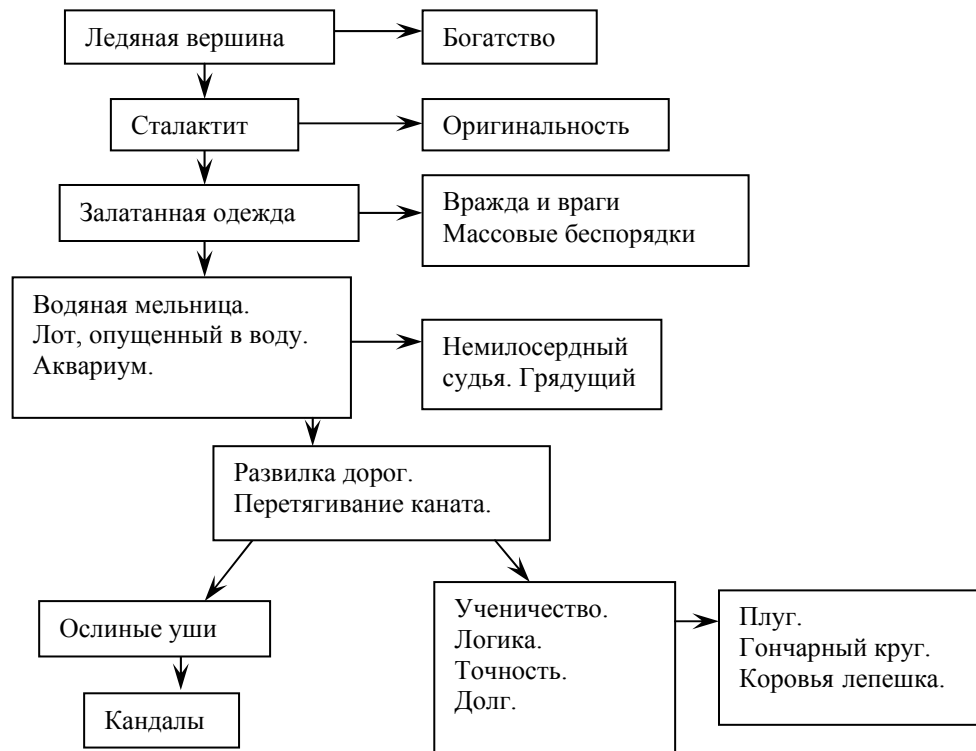 Ледяная вершина
Богатство
Сталактит
Оригинальность
Залатанная одежда
Вражда и враги
Массовые беспорядки
Водяная мельница.
Лот, опущенный в воду.
Аквариум.
Немилосердный
судья. Грядущий
Развилка дорог.
Перетягивание каната.
Ослиные уши
Кандалы
Ученичество.
Логика.
Точность.
Долг.
Плуг.
Гончарный круг.
Коровья лепешка.